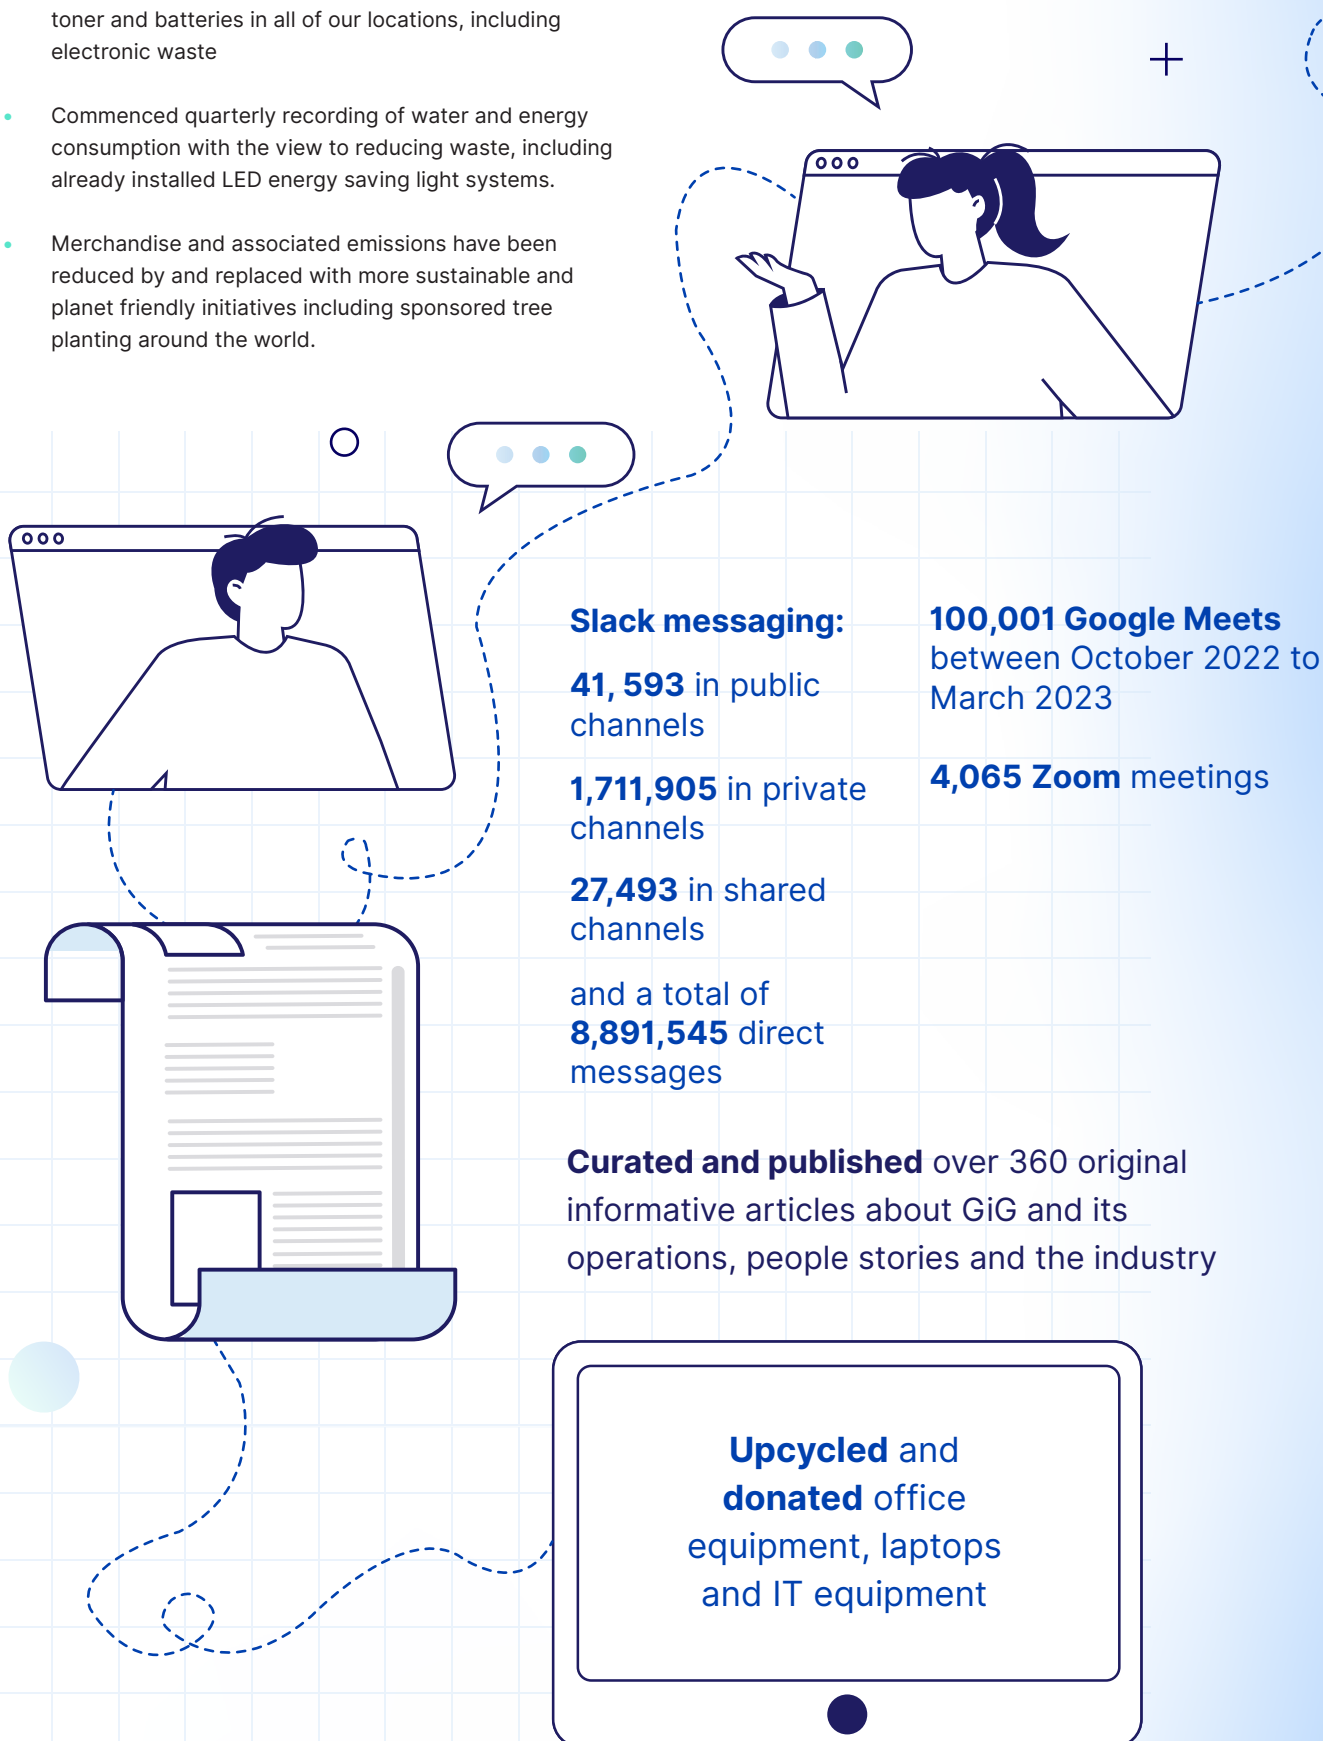 toner and batteries in all of our locations, including
electronic waste
Commenced quarterly recording of water and energy
consumption with the view to reducing waste, including
already installed LED energy saving light systems.
Merchandise and associated emissions have been
reduced by and replaced with more sustainable and
planet friendly initiatives including sponsored tree
planting around the world.
Slack messaging:
41, 593 in public
channels
1,711,905 in private
channels
27,493 in shared
channels
and a total of
8,891,545 direct
messages
100,001 Google Meets
between October 2022 to
March 2023
4,065 Zoom meetings
Curated and published over 360 original
informative articles about GiG and its
operations, people stories and the industry
Upcycled and
donated office
equipment, laptops
and IT equipment